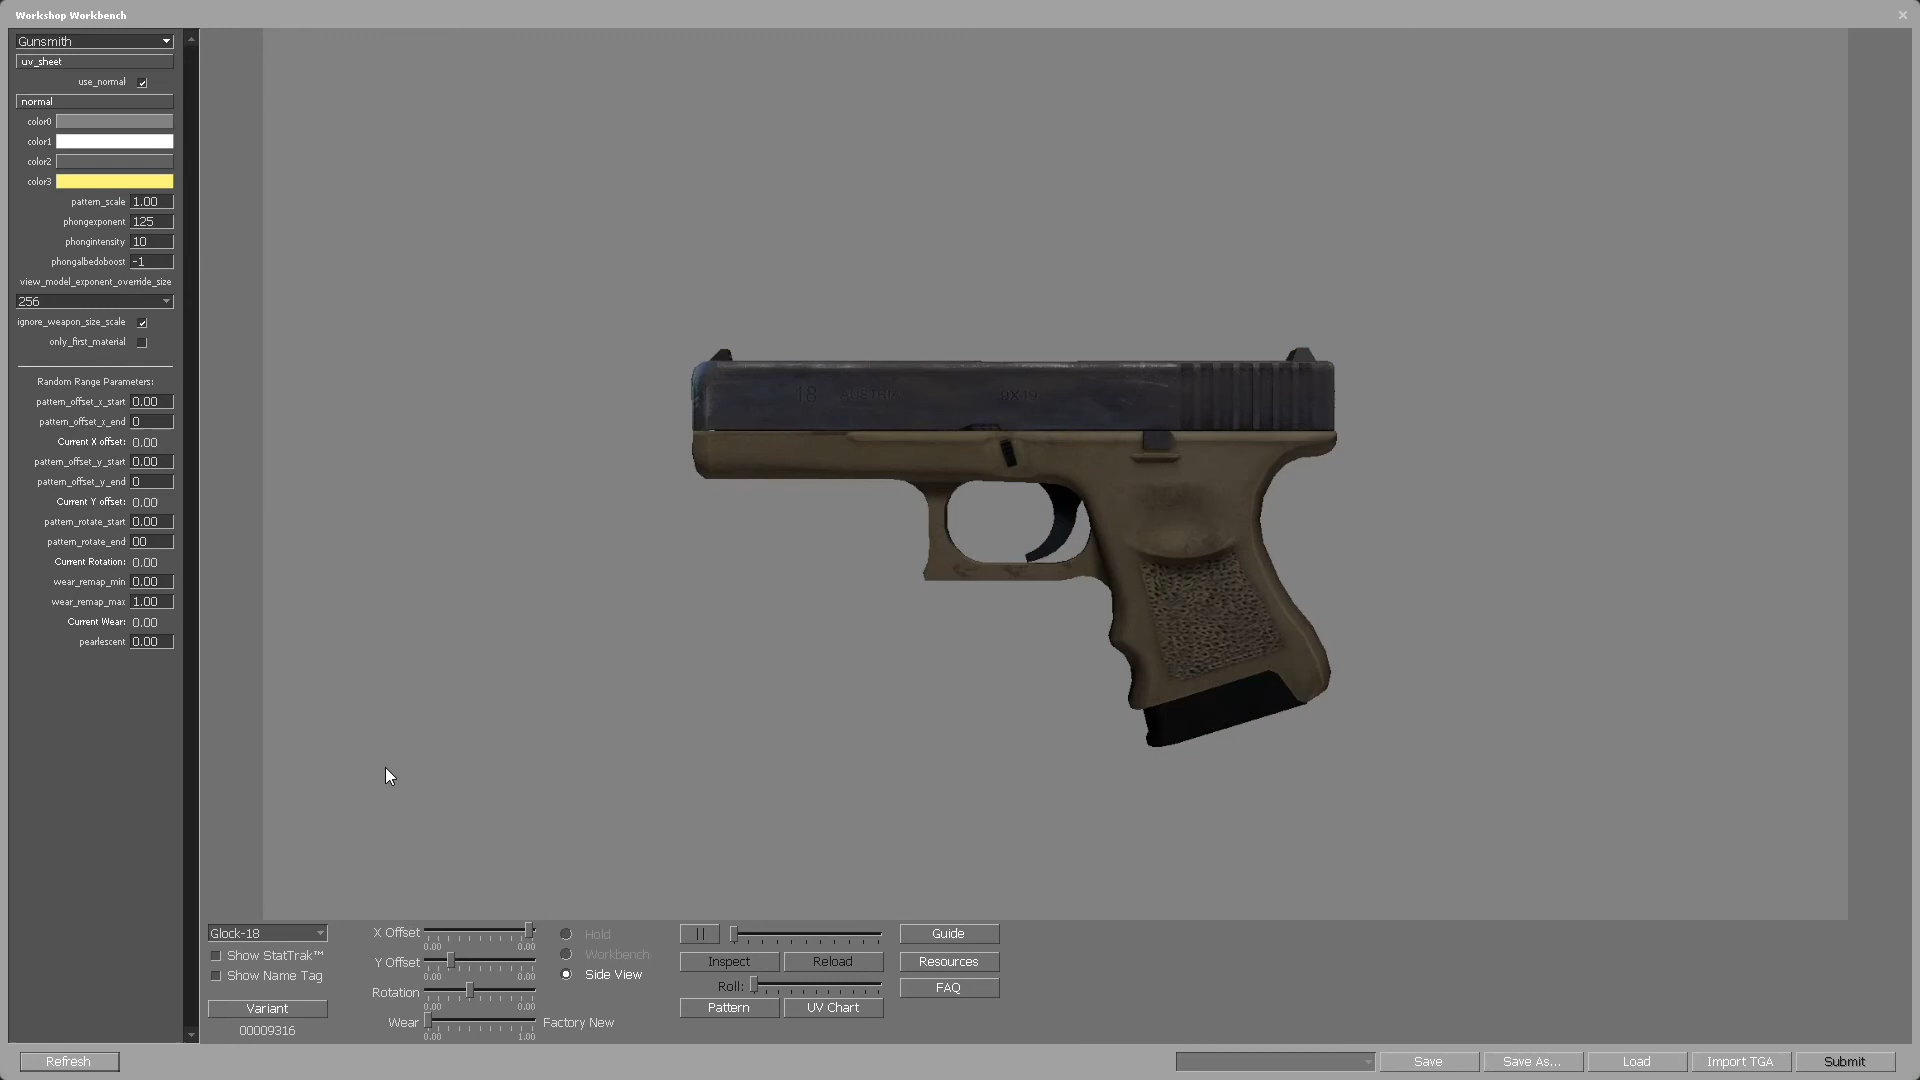 Workshop Workbench
Gunsmith
uv_sheet
use_normal
normal
color0
color1
color2
color3
pattern_scale 1.00
phongexponent 125
phongintensity 10
phongalbedoboost -1
view_model_exponent_override_size
256
ignore_weapon_size_scale
only_first_material
Random Range Parameters:
pattern_offset_x_start 0.00
pattern_offset_x_end 0
Current X offset: 0.00
pattern_offset_y_start 0.00
pattern_offset_y_end 0
Current Y offset: 0.00
pattern_rotate_start 0.00
pattern_rotate_end 00
Current Rotation: 0.00
wear_remap_min 0.00
wear_remap_max 1.00
Current Wear: 0.00
pearlescent 0.00
18 AUSTRIA 9X19
Glock-18
Show StatTrak™
Show Name Tag
Variant
00009316
X Offset
0.00 0.00
Y Offset
0.00 0.00
Rotation
0.00 0.00
Wear Factory New
0.00 1.00
Hold
Workbench
Side View
Inspect Reload
Roll:
Pattern UV Chart
Guide
Resources
FAQ
Refresh
Save Save As... Load Import TGA Submit